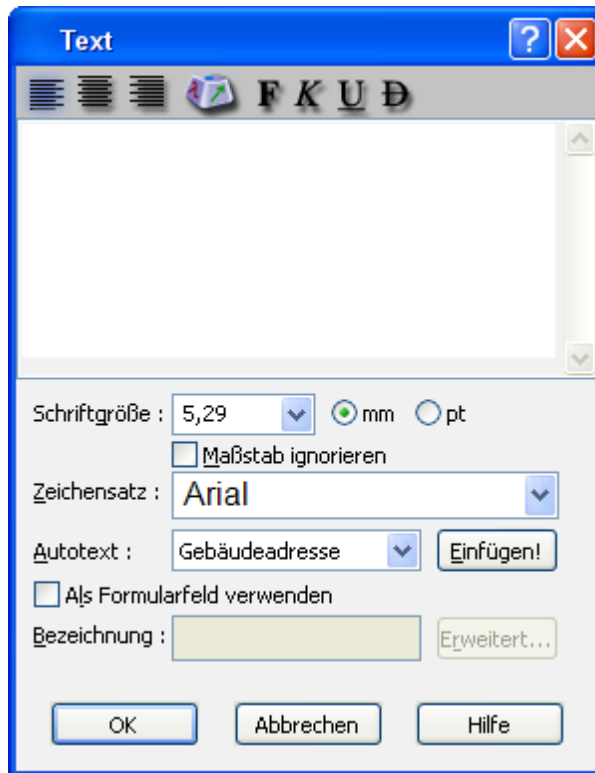 Text
F K U D
Schriftgröße : 5,29 mm pt
Maßstab ignorieren
Zeichensatz : Arial
Autotext : Gebäudeadresse Einfügen!
Als Formularfeld verwenden
Bezeichnung : Erweitert...
OK Abbrechen Hilfe